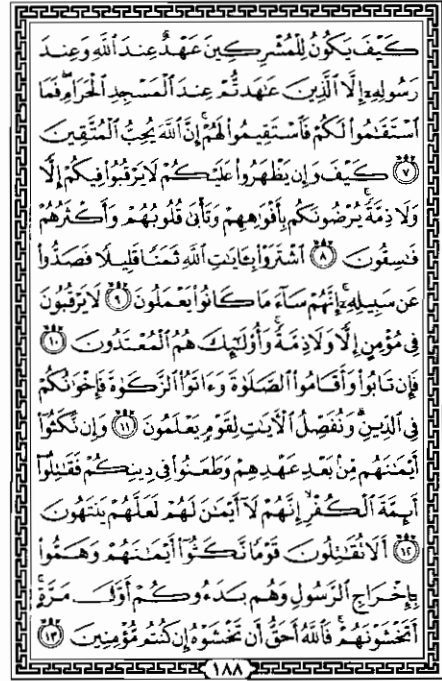 كَيْفَ يَكُونُ لِلْمُشْرِكِينَ عَهْدٌ عِندَ ٱللَّهِ وَعِندَ
رَسُولِهِۦٓ إِلَّا ٱلَّذِينَ عَٰهَدتُّمْ عِندَ ٱلْمَسْجِدِ ٱلْحَرَامِ ۖ فَمَا
ٱسْتَقَٰمُوا۟ لَكُمْ فَٱسْتَقِيمُوا۟ لَهُمْ ۚ إِنَّ ٱللَّهَ يُحِبُّ ٱلْمُتَّقِينَ
٧ كَيْفَ وَإِن يَظْهَرُوا۟ عَلَيْكُمْ لَا يَرْقُبُوا۟ فِيكُمْ إِلًّا
وَلَا ذِمَّةً ۚ يُرْضُونَكُم بِأَفْوَٰهِهِمْ وَتَأْبَىٰ قُلُوبُهُمْ وَأَكْثَرُهُمْ
فَٰسِقُونَ ٨ ٱشْتَرَوْا۟ بِـَٔايَٰتِ ٱللَّهِ ثَمَنًا قَلِيلًا فَصَدُّوا۟
عَن سَبِيلِهِۦٓ ۚ إِنَّهُمْ سَآءَ مَا كَانُوا۟ يَعْمَلُونَ ٩ لَا يَرْقُبُونَ
فِى مُؤْمِنٍ إِلًّا وَلَا ذِمَّةً ۚ وَأُو۟لَٰٓئِكَ هُمُ ٱلْمُعْتَدُونَ ١٠
فَإِن تَابُوا۟ وَأَقَامُوا۟ ٱلصَّلَوٰةَ وَءَاتَوُا۟ ٱلزَّكَوٰةَ فَإِخْوَٰنُكُمْ
فِى ٱلدِّينِ ۗ وَنُفَصِّلُ ٱلْـَٔايَٰتِ لِقَوْمٍ يَعْلَمُونَ ١١ وَإِن نَّكَثُوٓا۟
أَيْمَٰنَهُم مِّنۢ بَعْدِ عَهْدِهِمْ وَطَعَنُوا۟ فِى دِينِكُمْ فَقَٰتِلُوٓا۟
أَئِمَّةَ ٱلْكُفْرِ ۙ إِنَّهُمْ لَآ أَيْمَٰنَ لَهُمْ لَعَلَّهُمْ يَنتَهُونَ
١٢ أَلَا تُقَٰتِلُونَ قَوْمًا نَّكَثُوٓا۟ أَيْمَٰنَهُمْ وَهَمُّوا۟
بِإِخْرَاجِ ٱلرَّسُولِ وَهُم بَدَءُوكُمْ أَوَّلَ مَرَّةٍ ۚ
أَتَخْشَوْنَهُمْ ۚ فَٱللَّهُ أَحَقُّ أَن تَخْشَوْهُ إِن كُنتُم مُّؤْمِنِينَ ١٣
١٨٨